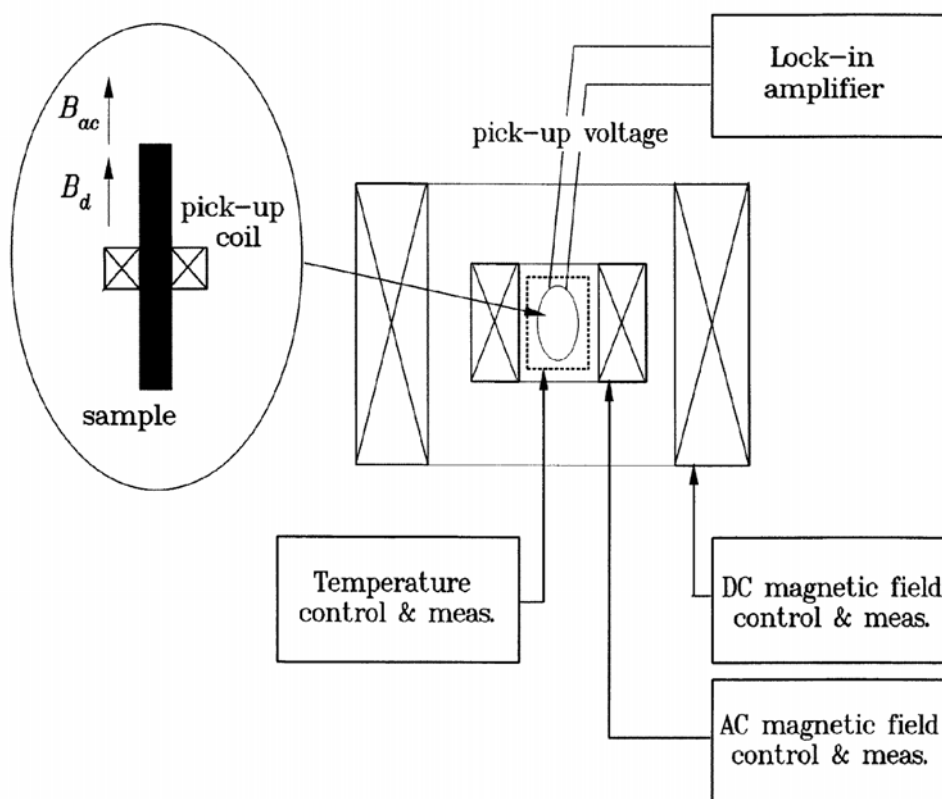 Lock-in
amplifier
pick-up voltage
B_ac
B_d
pick-up
coil
sample
Temperature
control & meas.
DC magnetic field
control & meas.
AC magnetic field
control & meas.